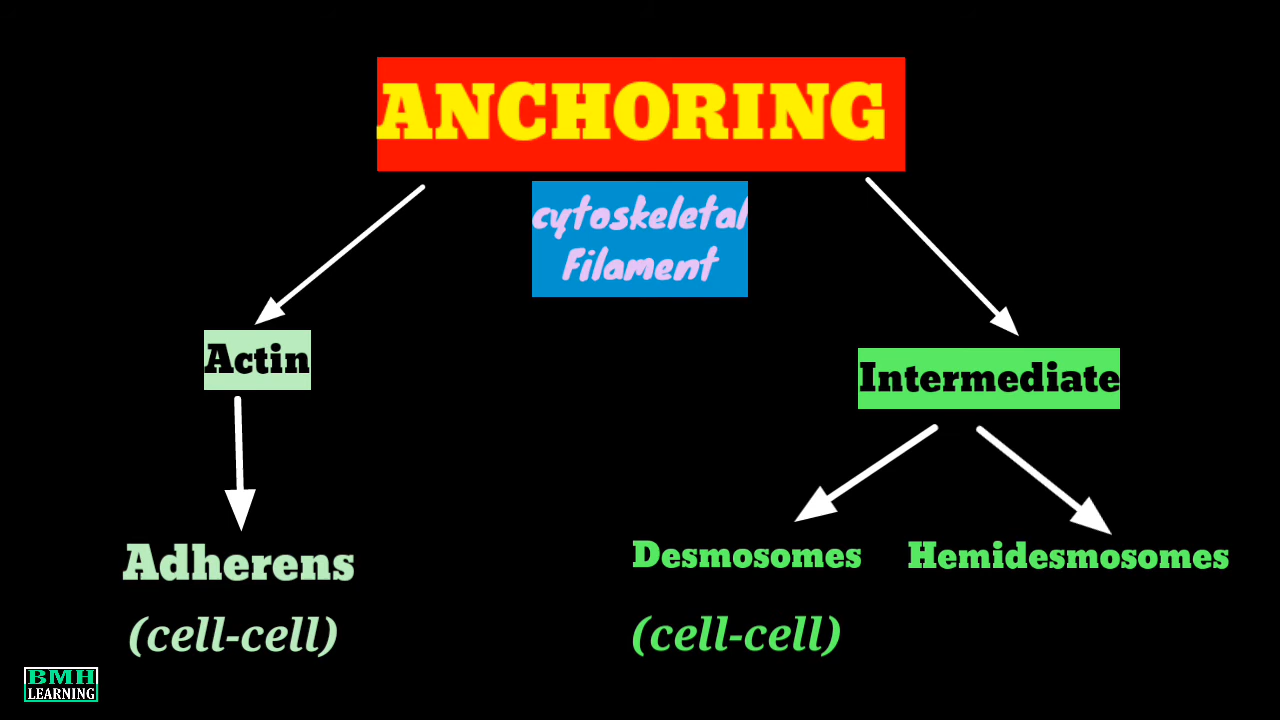 ANCHORING
cytoskeletal
Filament
Actin
Intermediate
Adherens
Desmosomes
Hemidesmosomes
(cell-cell)
(cell-cell)
BMH
LEARNING